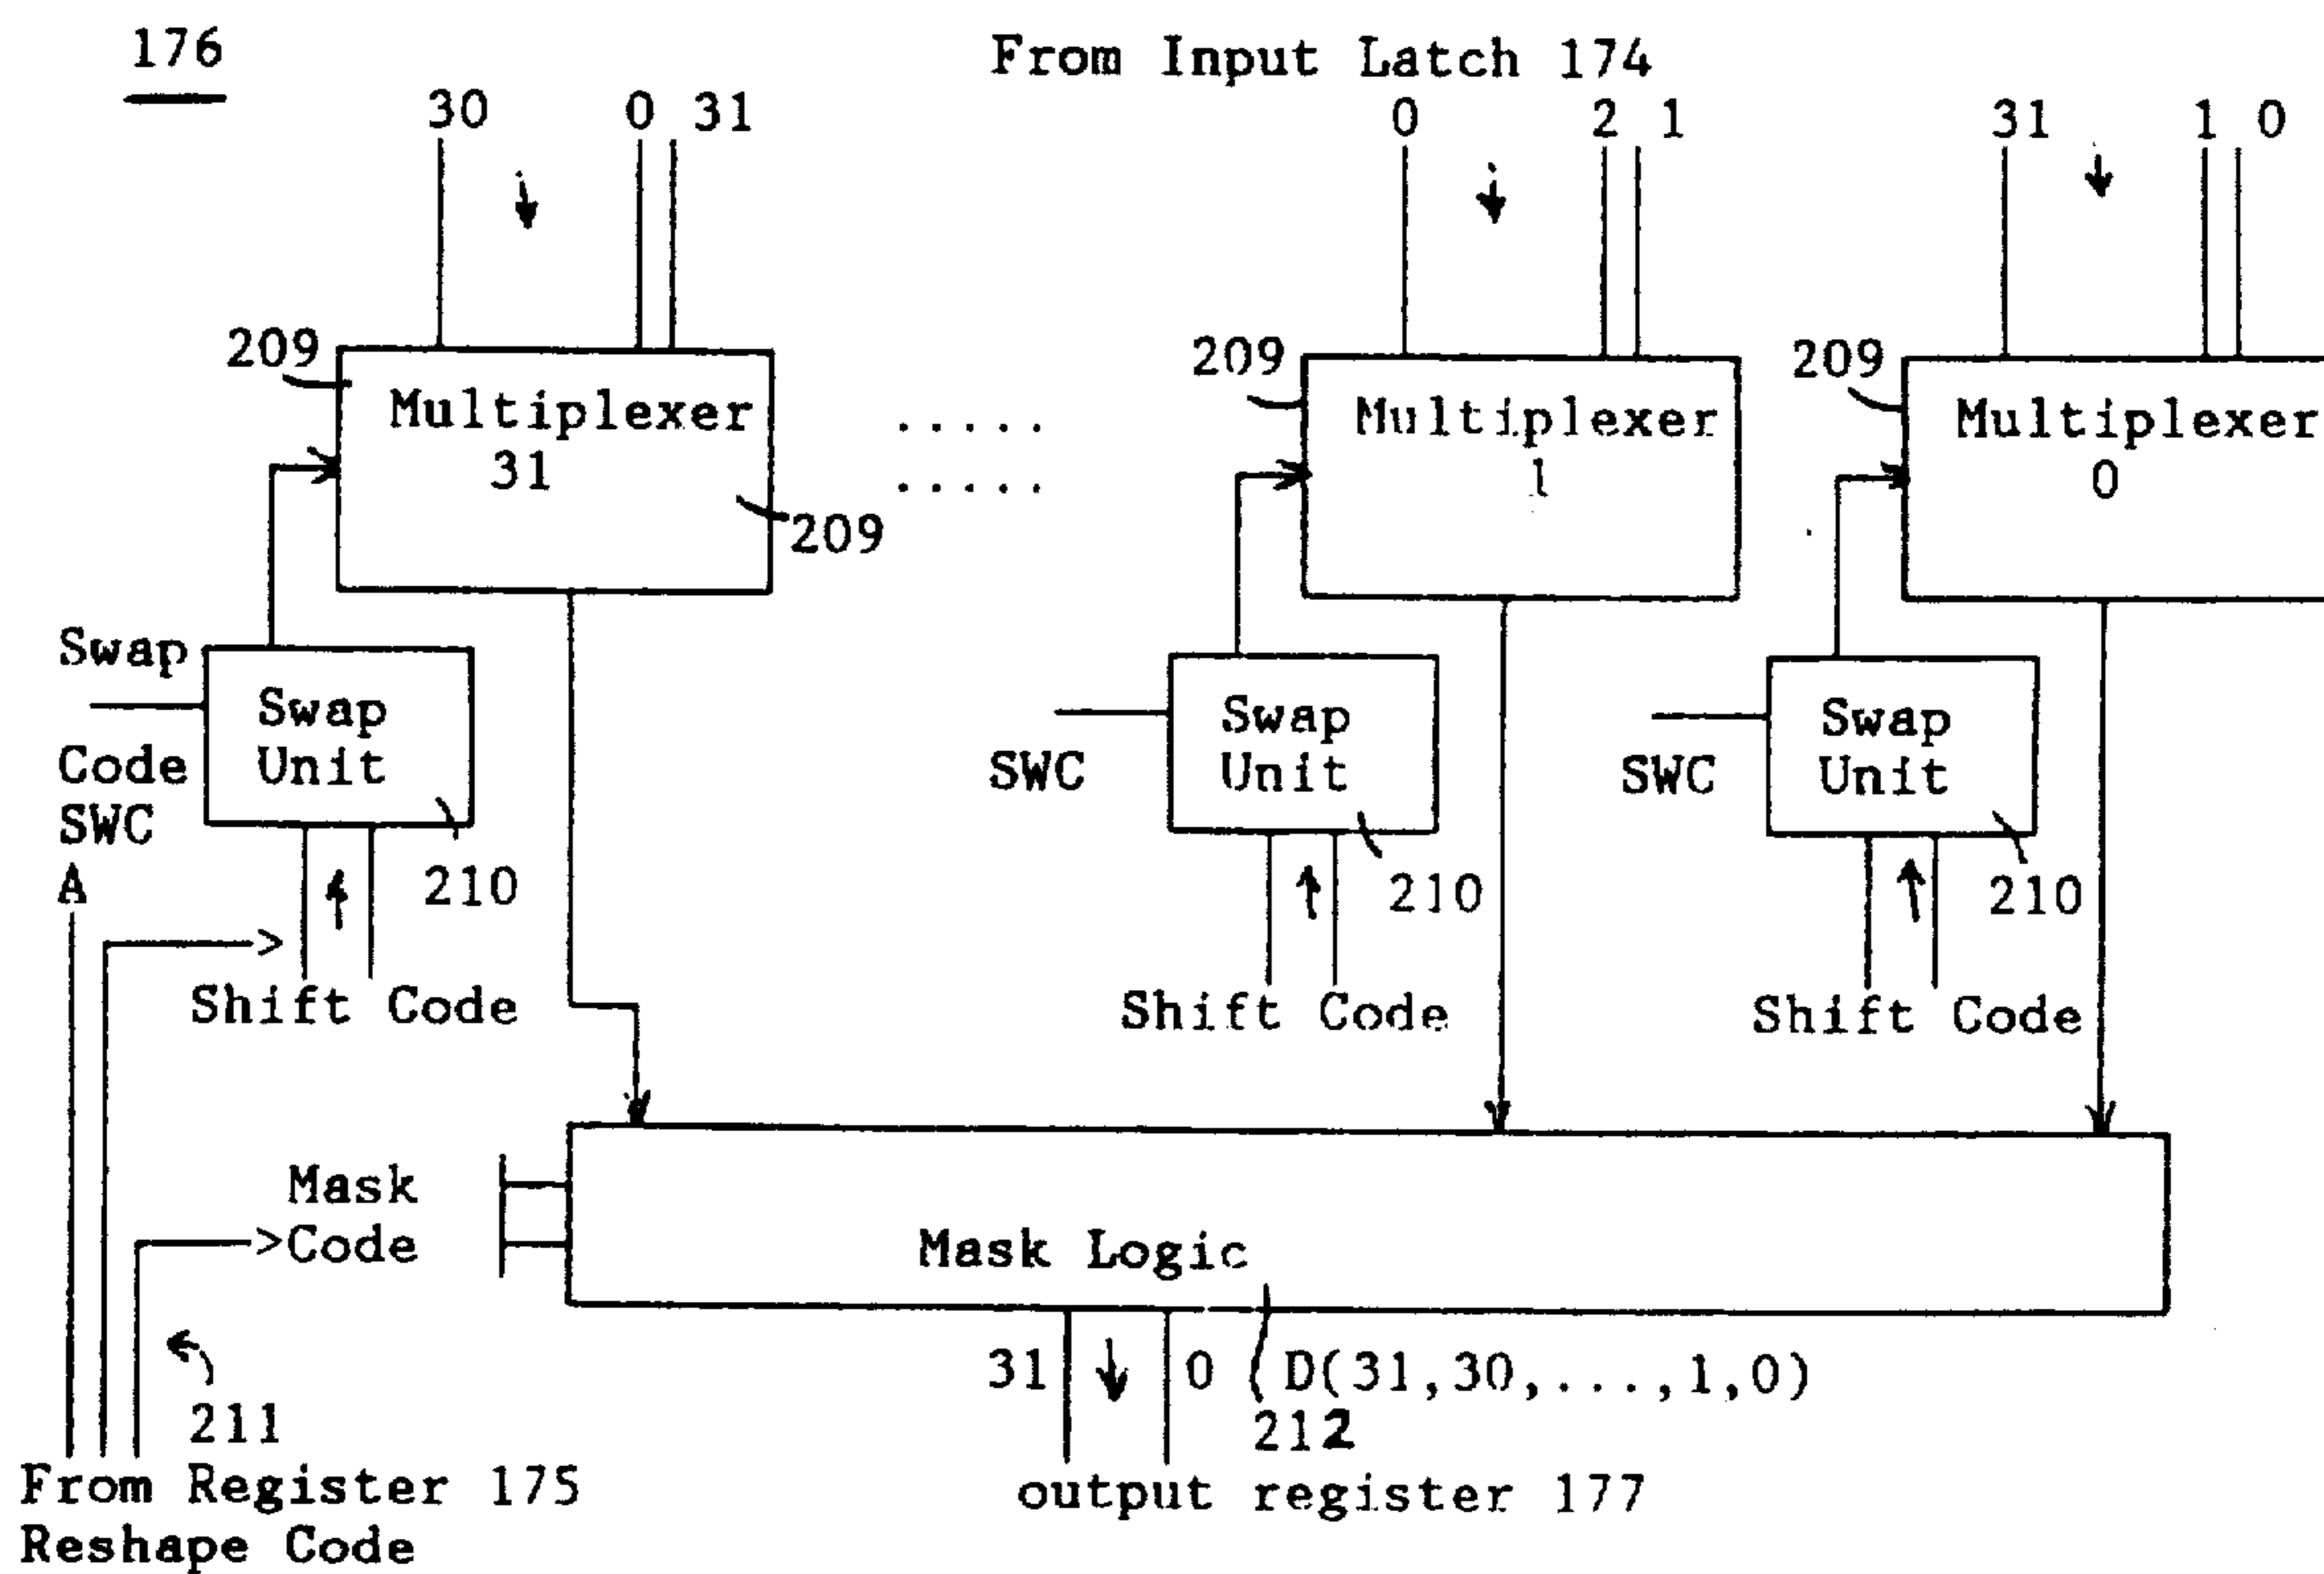 176
From Input Latch 174
30 0 31
0 2 1
31 1 0
209
Multiplexer
31
209
.....
.....
209
Multiplexer
1
209
Multiplexer
0
Swap
Code
SWC
A
Swap
Unit
210
Shift Code
SWC
Swap
Unit
210
Shift Code
SWC
Swap
Unit
210
Shift Code
Mask
>Code
Mask Logic
31 0 D(31,30,...,1,0)
212
211
From Register 175
Reshape Code
output register 177